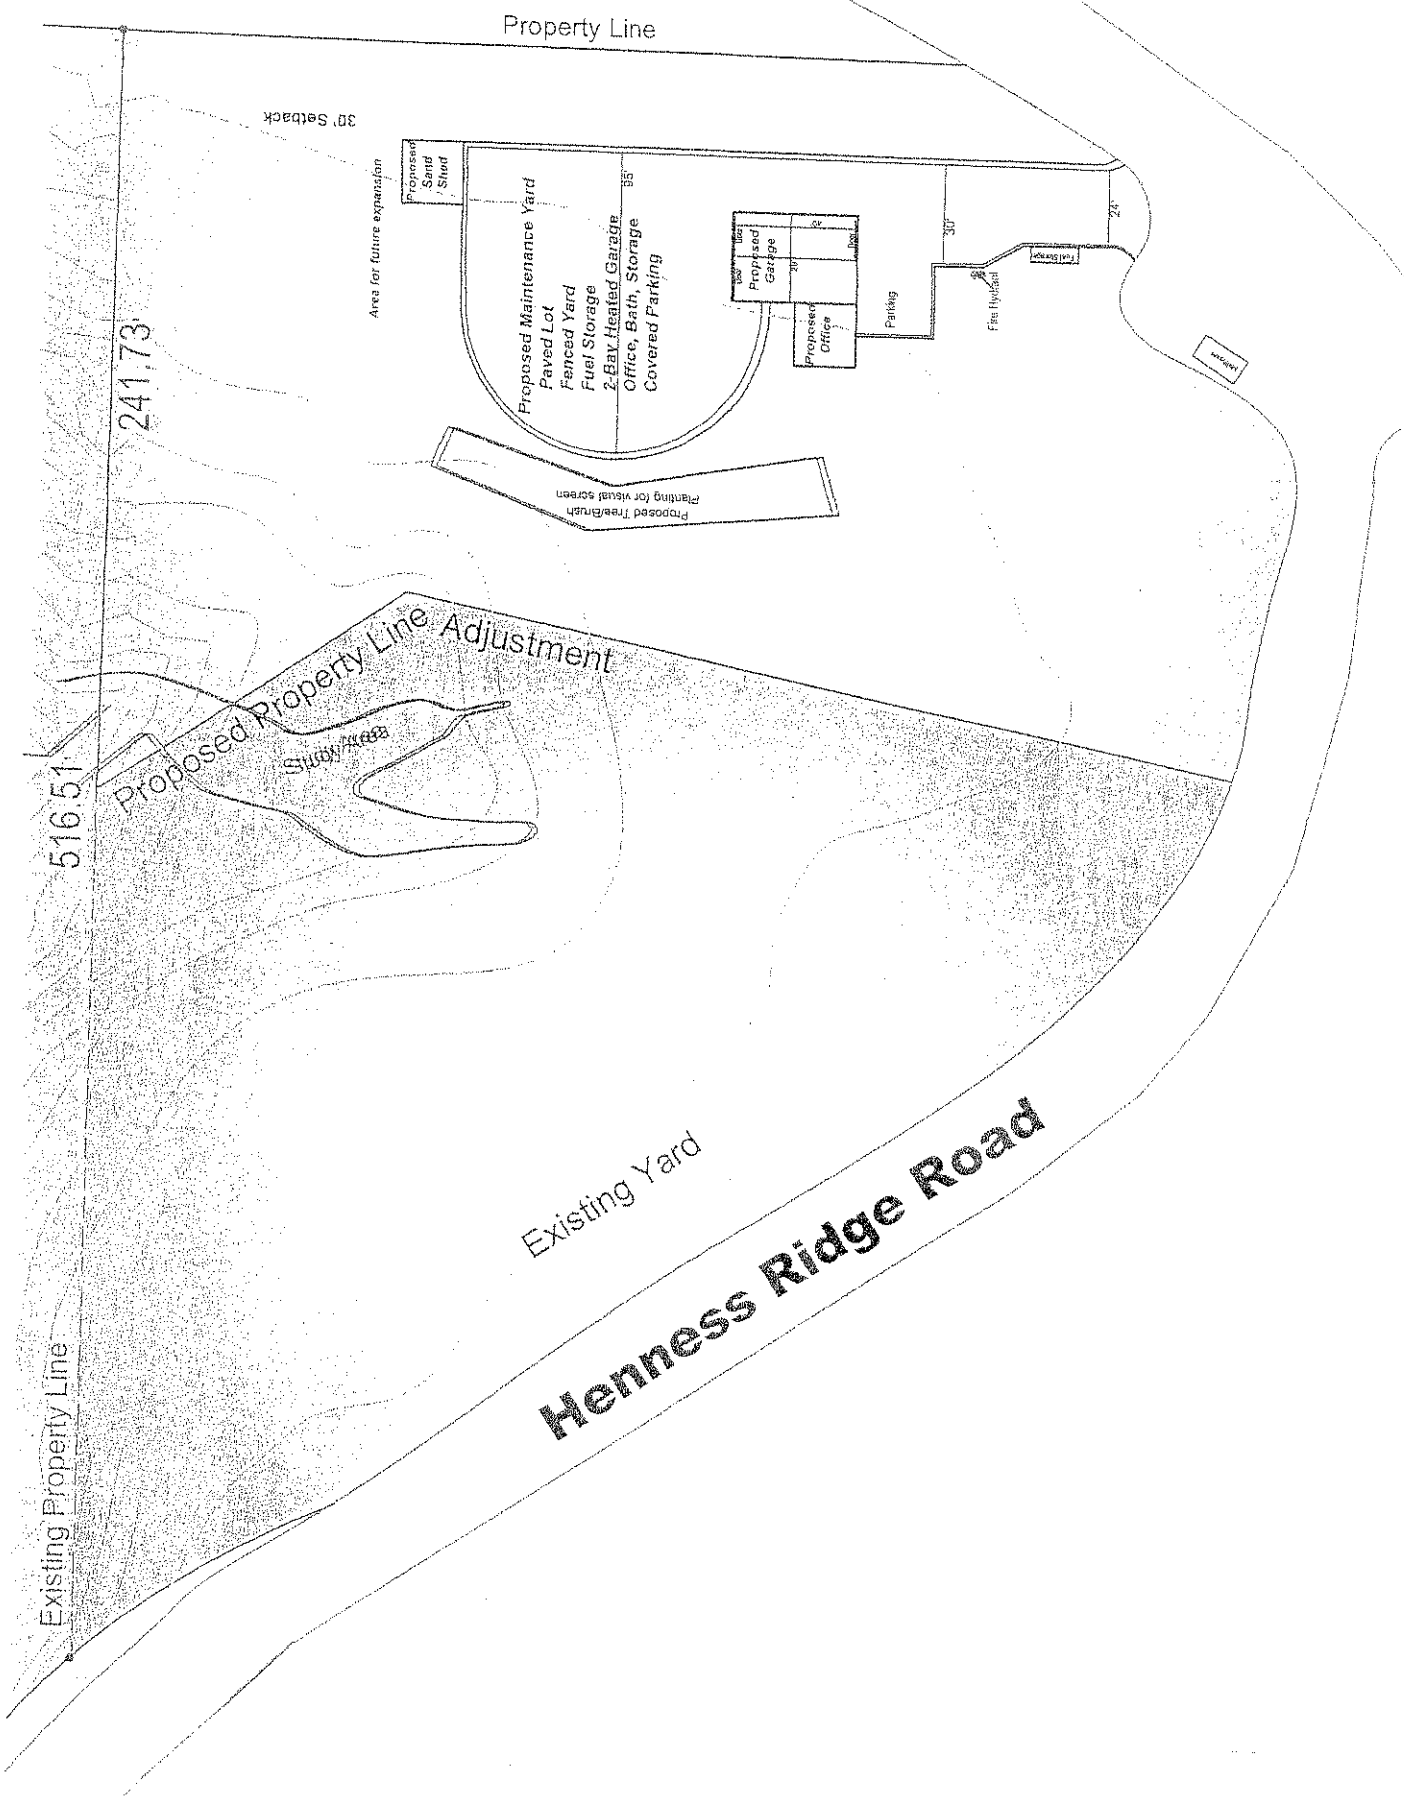 Property Line
30' Setback
Proposed
Sand
Shed
Area for future expansion
241.73'
Proposed Maintenance Yard
Paved Lot
Fenced Yard
Fuel Storage
2-Bay Heated Garage
Office, Bath, Storage
Covered Parking
95'
Proposed
Garage
Proposed
Office
Parking
30'
24'
Fuel Storage
Fire Hydrant
Proposed Tree/Brush
Planting for visual screen
Proposed Property Line Adjustment
516.51'
Existing Yard
Existing Property Line
Henness Ridge Road